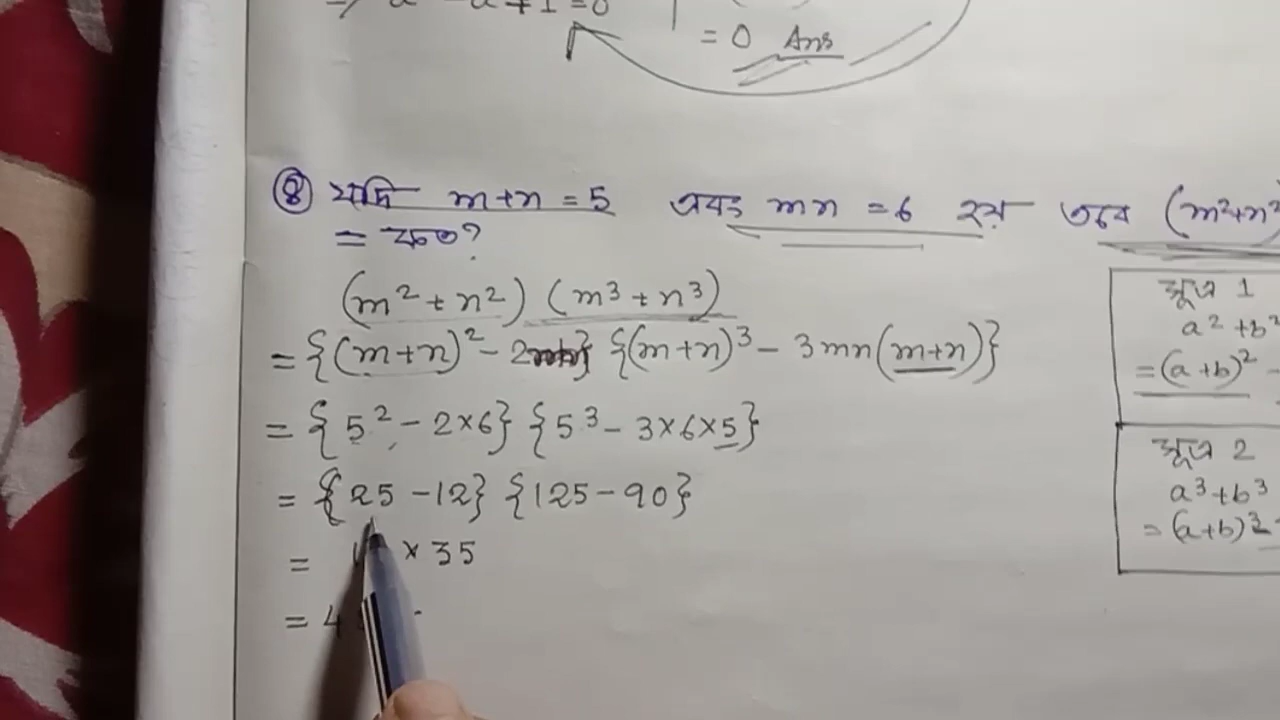 = 0 Ans
⑧ যদি m+n = 5 এবং mn = 6 হয় তবে (m²+n²)
= কত?
(m² + n²) (m³ + n³)
= {(m+n)² - 2mn} {(m+n)³ - 3mn(m+n)}
= {5² - 2×6} {5³ - 3×6×5}
= {25 - 12} {125 - 90}
= × 35
= 4
সূত্র 1
a² + b²
= (a+b)² -
সূত্র 2
a³ + b³
= (a+b)³ -